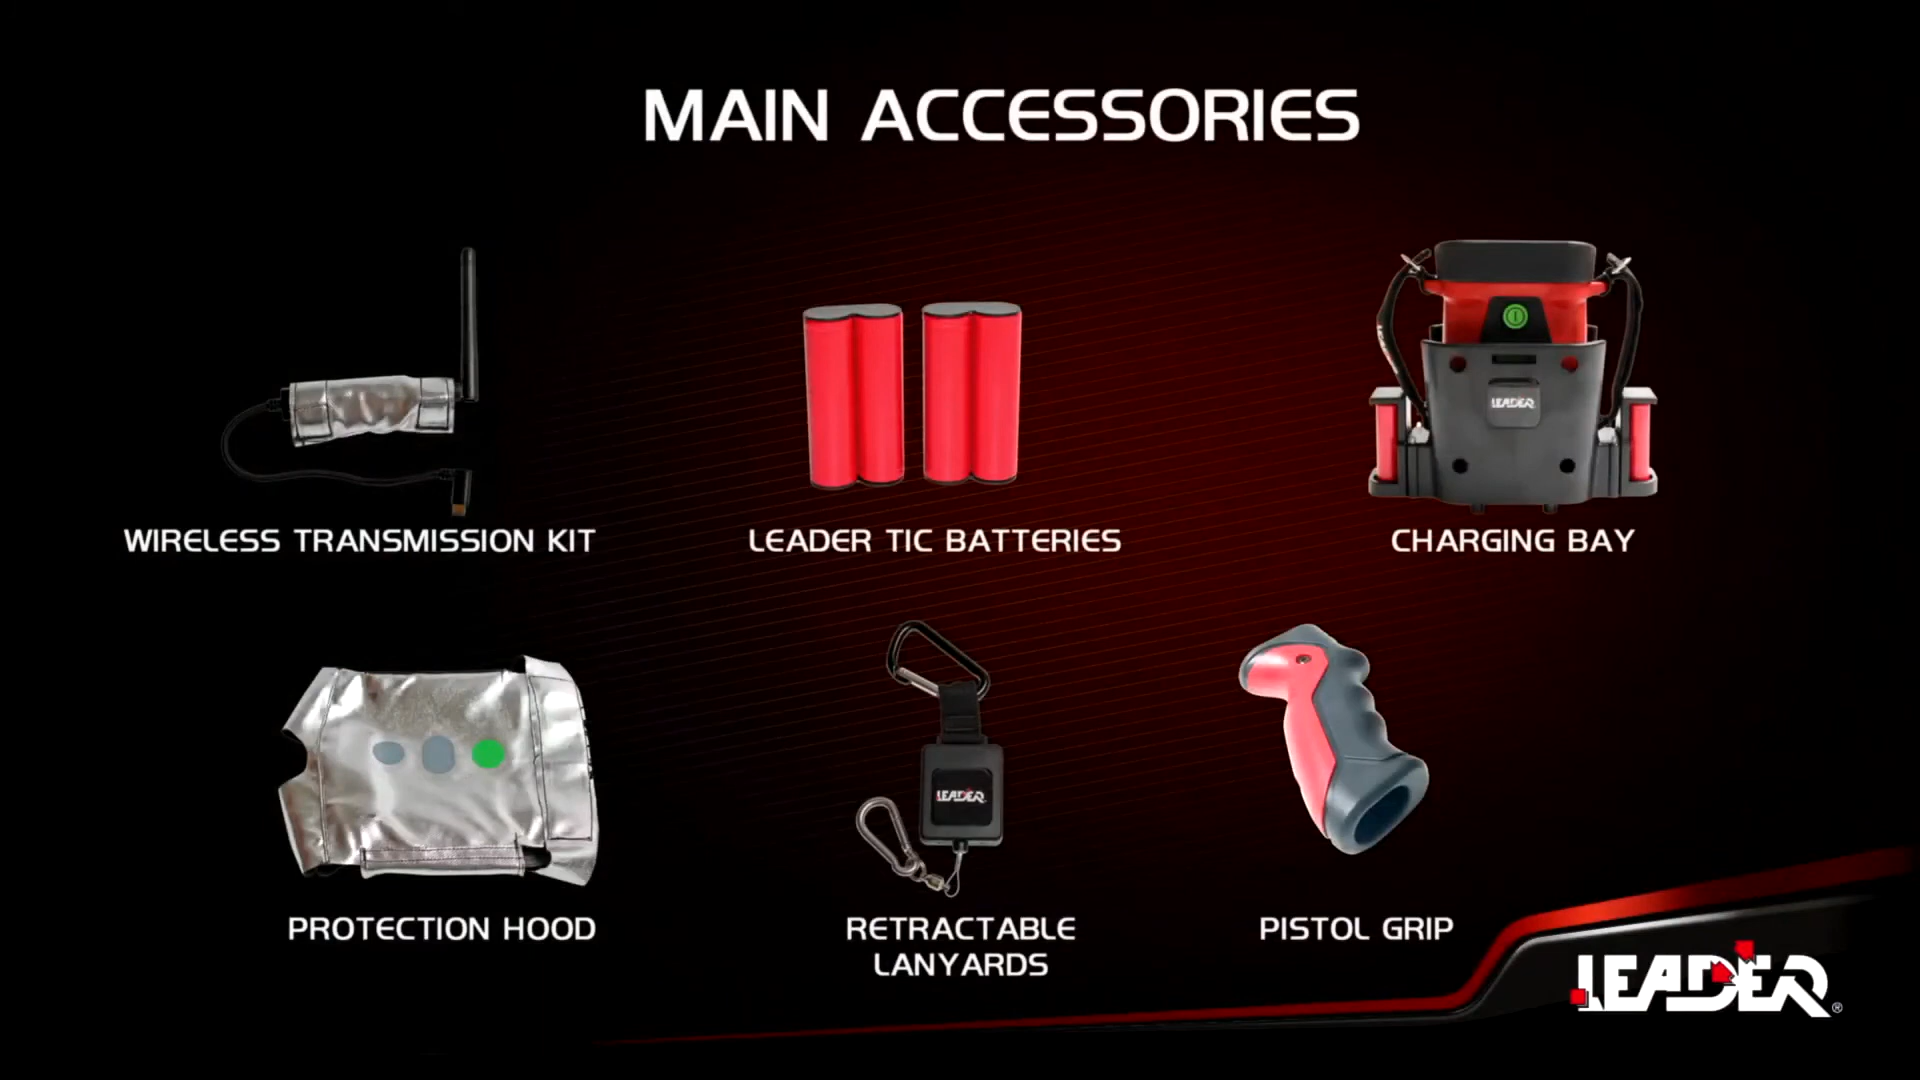 MAIN ACCESSORIES
LEADER
WIRELESS TRANSMISSION KIT
LEADER TIC BATTERIES
CHARGING BAY
LEADER
PROTECTION HOOD
RETRACTABLE
LANYARDS
PISTOL GRIP
LEADER®